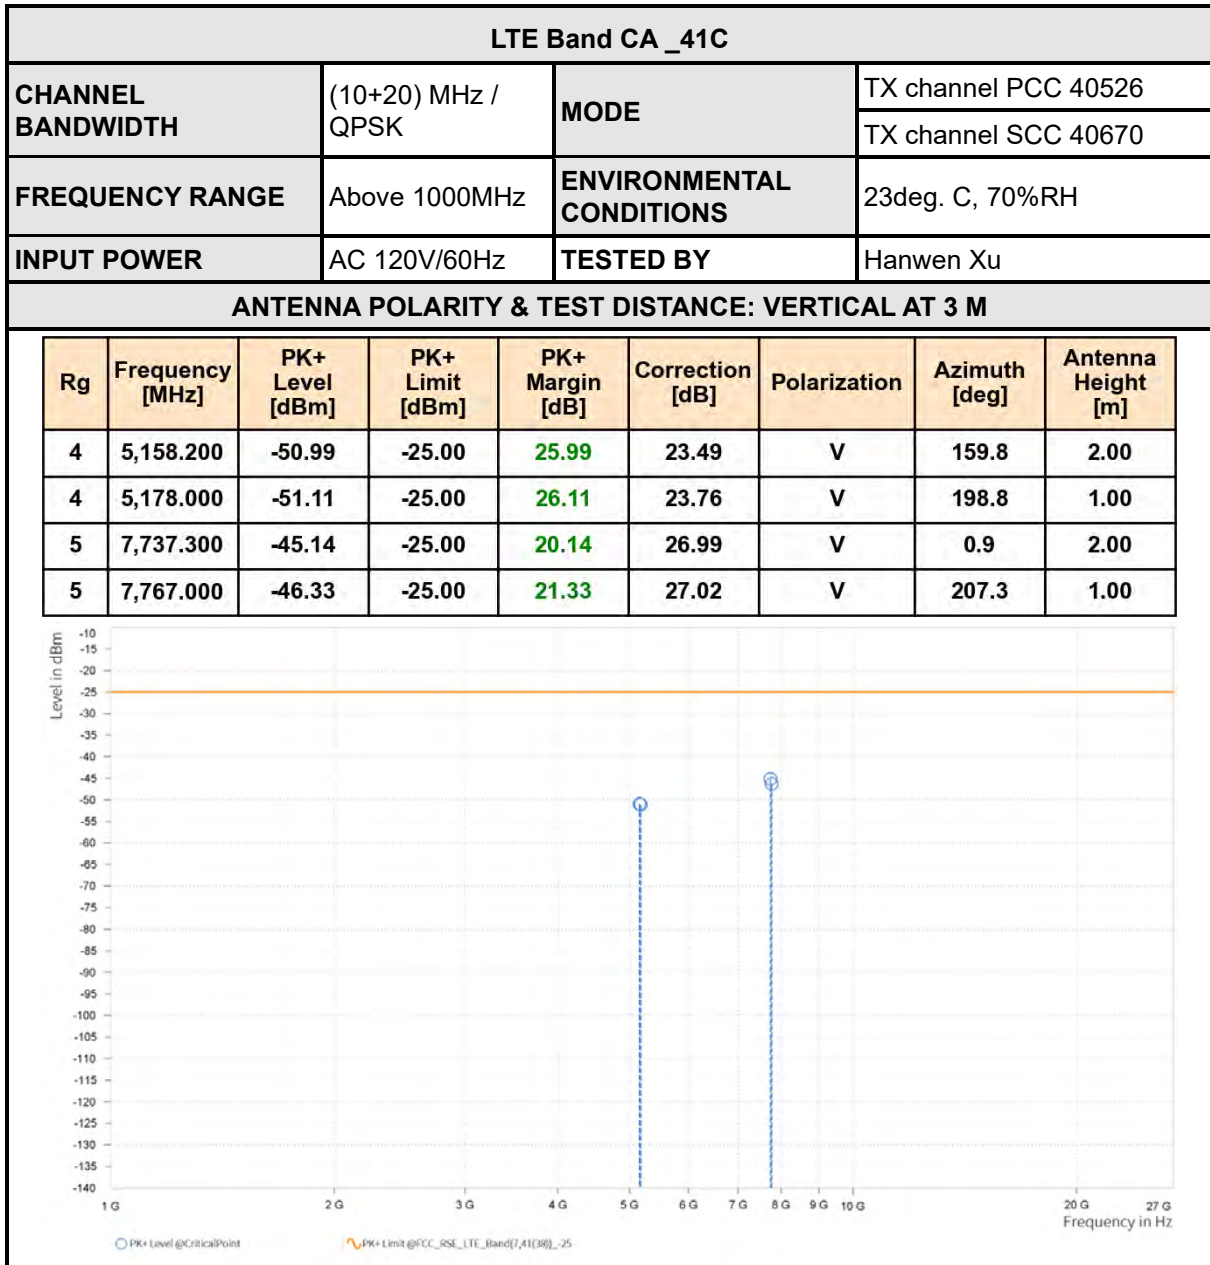 LTE Band CA _41C
CHANNEL BANDWIDTH (10+20) MHz / QPSK MODE TX channel PCC 40526
TX channel SCC 40670
FREQUENCY RANGE Above 1000MHz ENVIRONMENTAL CONDITIONS 23deg. C, 70%RH
INPUT POWER AC 120V/60Hz TESTED BY Hanwen Xu
ANTENNA POLARITY & TEST DISTANCE: VERTICAL AT 3 M
Rg Frequency [MHz] PK+ Level [dBm] PK+ Limit [dBm] PK+ Margin [dB] Correction [dB] Polarization Azimuth [deg] Antenna Height [m]
4 5,158.200 -50.99 -25.00 25.99 23.49 V 159.8 2.00
4 5,178.000 -51.11 -25.00 26.11 23.76 V 198.8 1.00
5 7,737.300 -45.14 -25.00 20.14 26.99 V 0.9 2.00
5 7,767.000 -46.33 -25.00 21.33 27.02 V 207.3 1.00
Level in dBm
-10
-15
-20
-25
-30
-35
-40
-45
-50
-55
-60
-65
-70
-75
-80
-85
-90
-95
-100
-105
-110
-115
-120
-125
-130
-135
-140
1 G 2 G 3 G 4 G 5 G 6 G 7 G 8 G 9 G 10 G 20 G 27 G
Frequency in Hz
PK+ Level @CriticalPoint PK+ Limit @FCC_RSE_LTE_Band(7,41(38))_-25